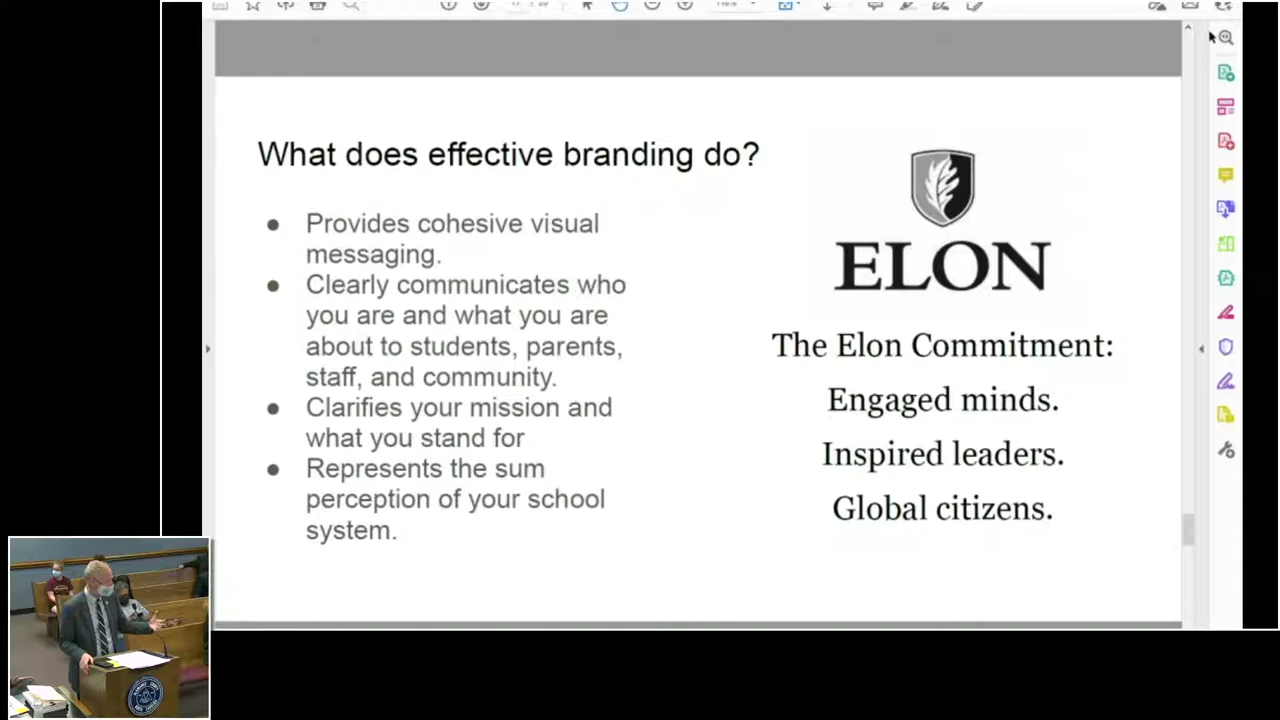 What does effective branding do?
● Provides cohesive visual
messaging.
● Clearly communicates who
you are and what you are
about to students, parents,
staff, and community.
● Clarifies your mission and
what you stand for
● Represents the sum
perception of your school
system.
ELON
The Elon Commitment:
Engaged minds.
Inspired leaders.
Global citizens.